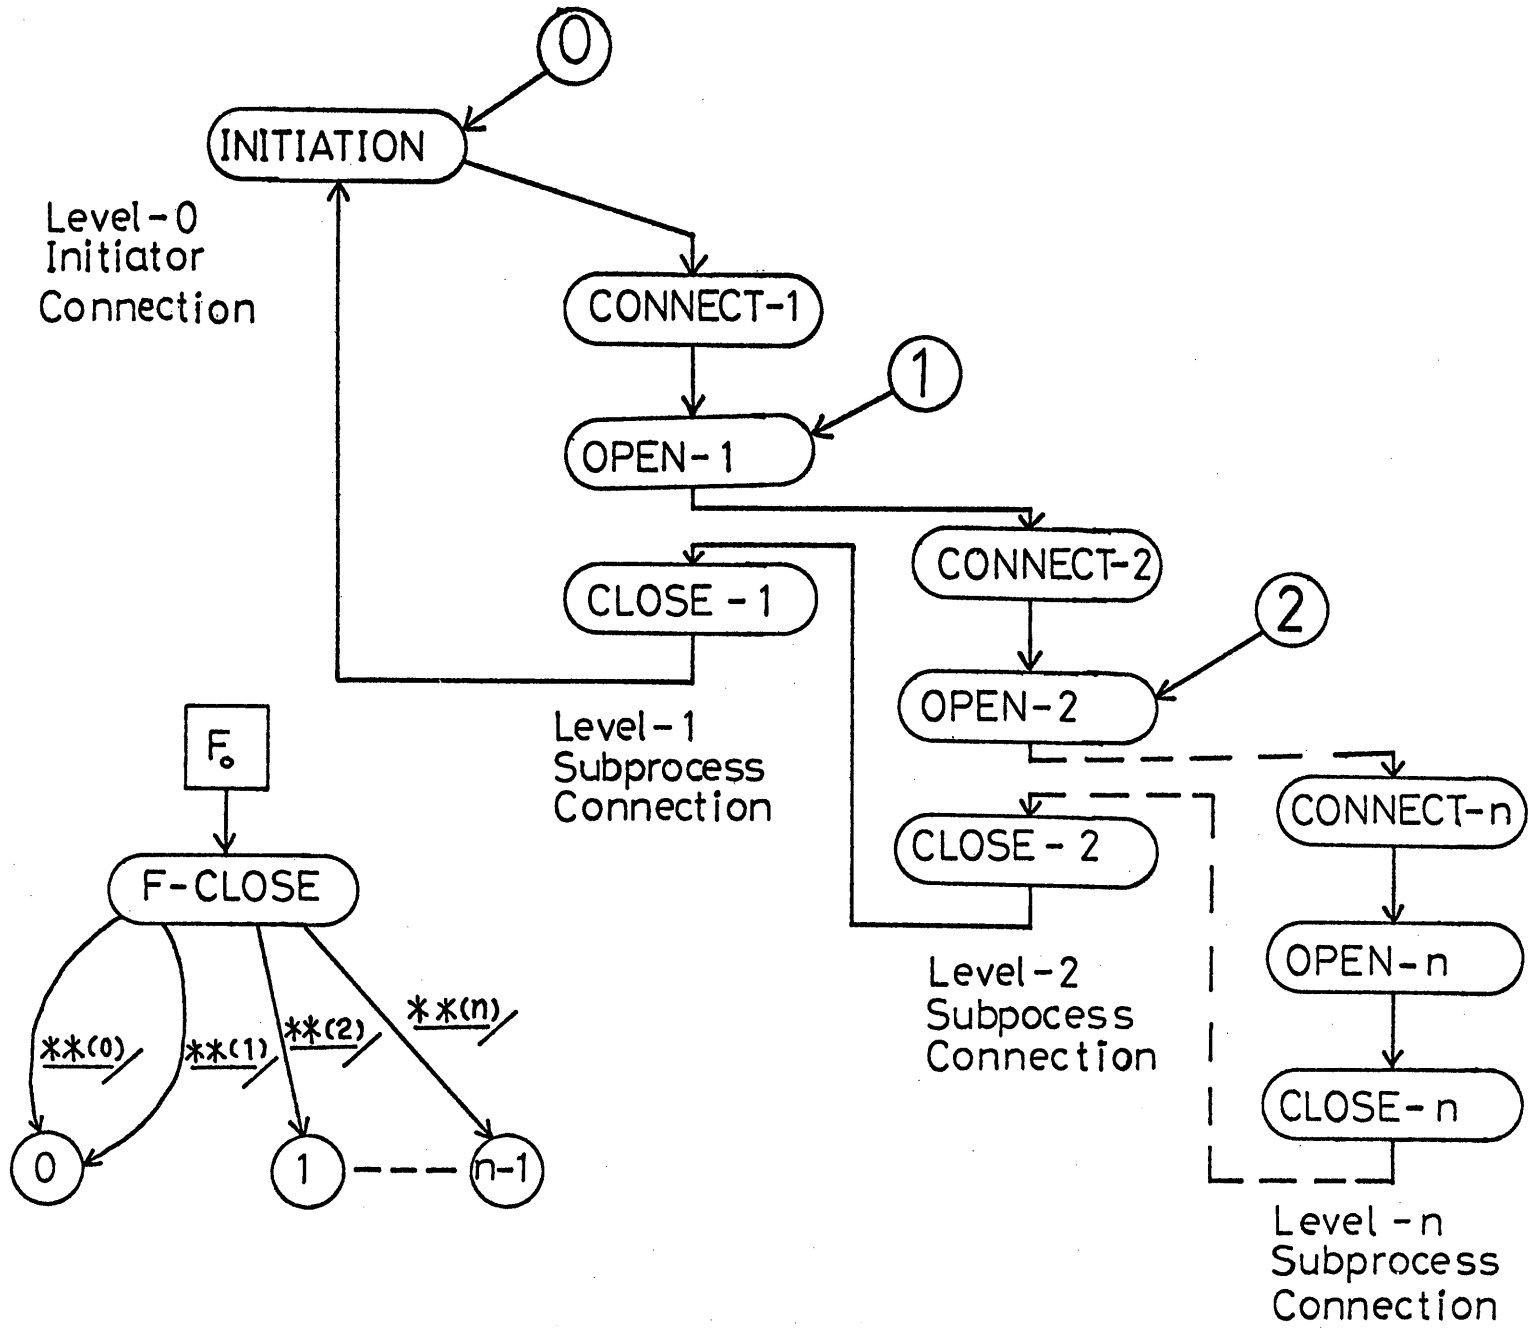 0
INITIATION
Level-0
Initiator
Connection
CONNECT-1
1
OPEN-1
CONNECT-2
CLOSE-1
2
OPEN-2
Level-1
Subprocess
Connection
F₀
CONNECT-n
CLOSE-2
F-CLOSE
OPEN-n
Level-2
Subpocess
Connection
**(0)/
**(1)/
**(2)/
**(n)/
CLOSE-n
0
1
n-1
Level-n
Subprocess
Connection